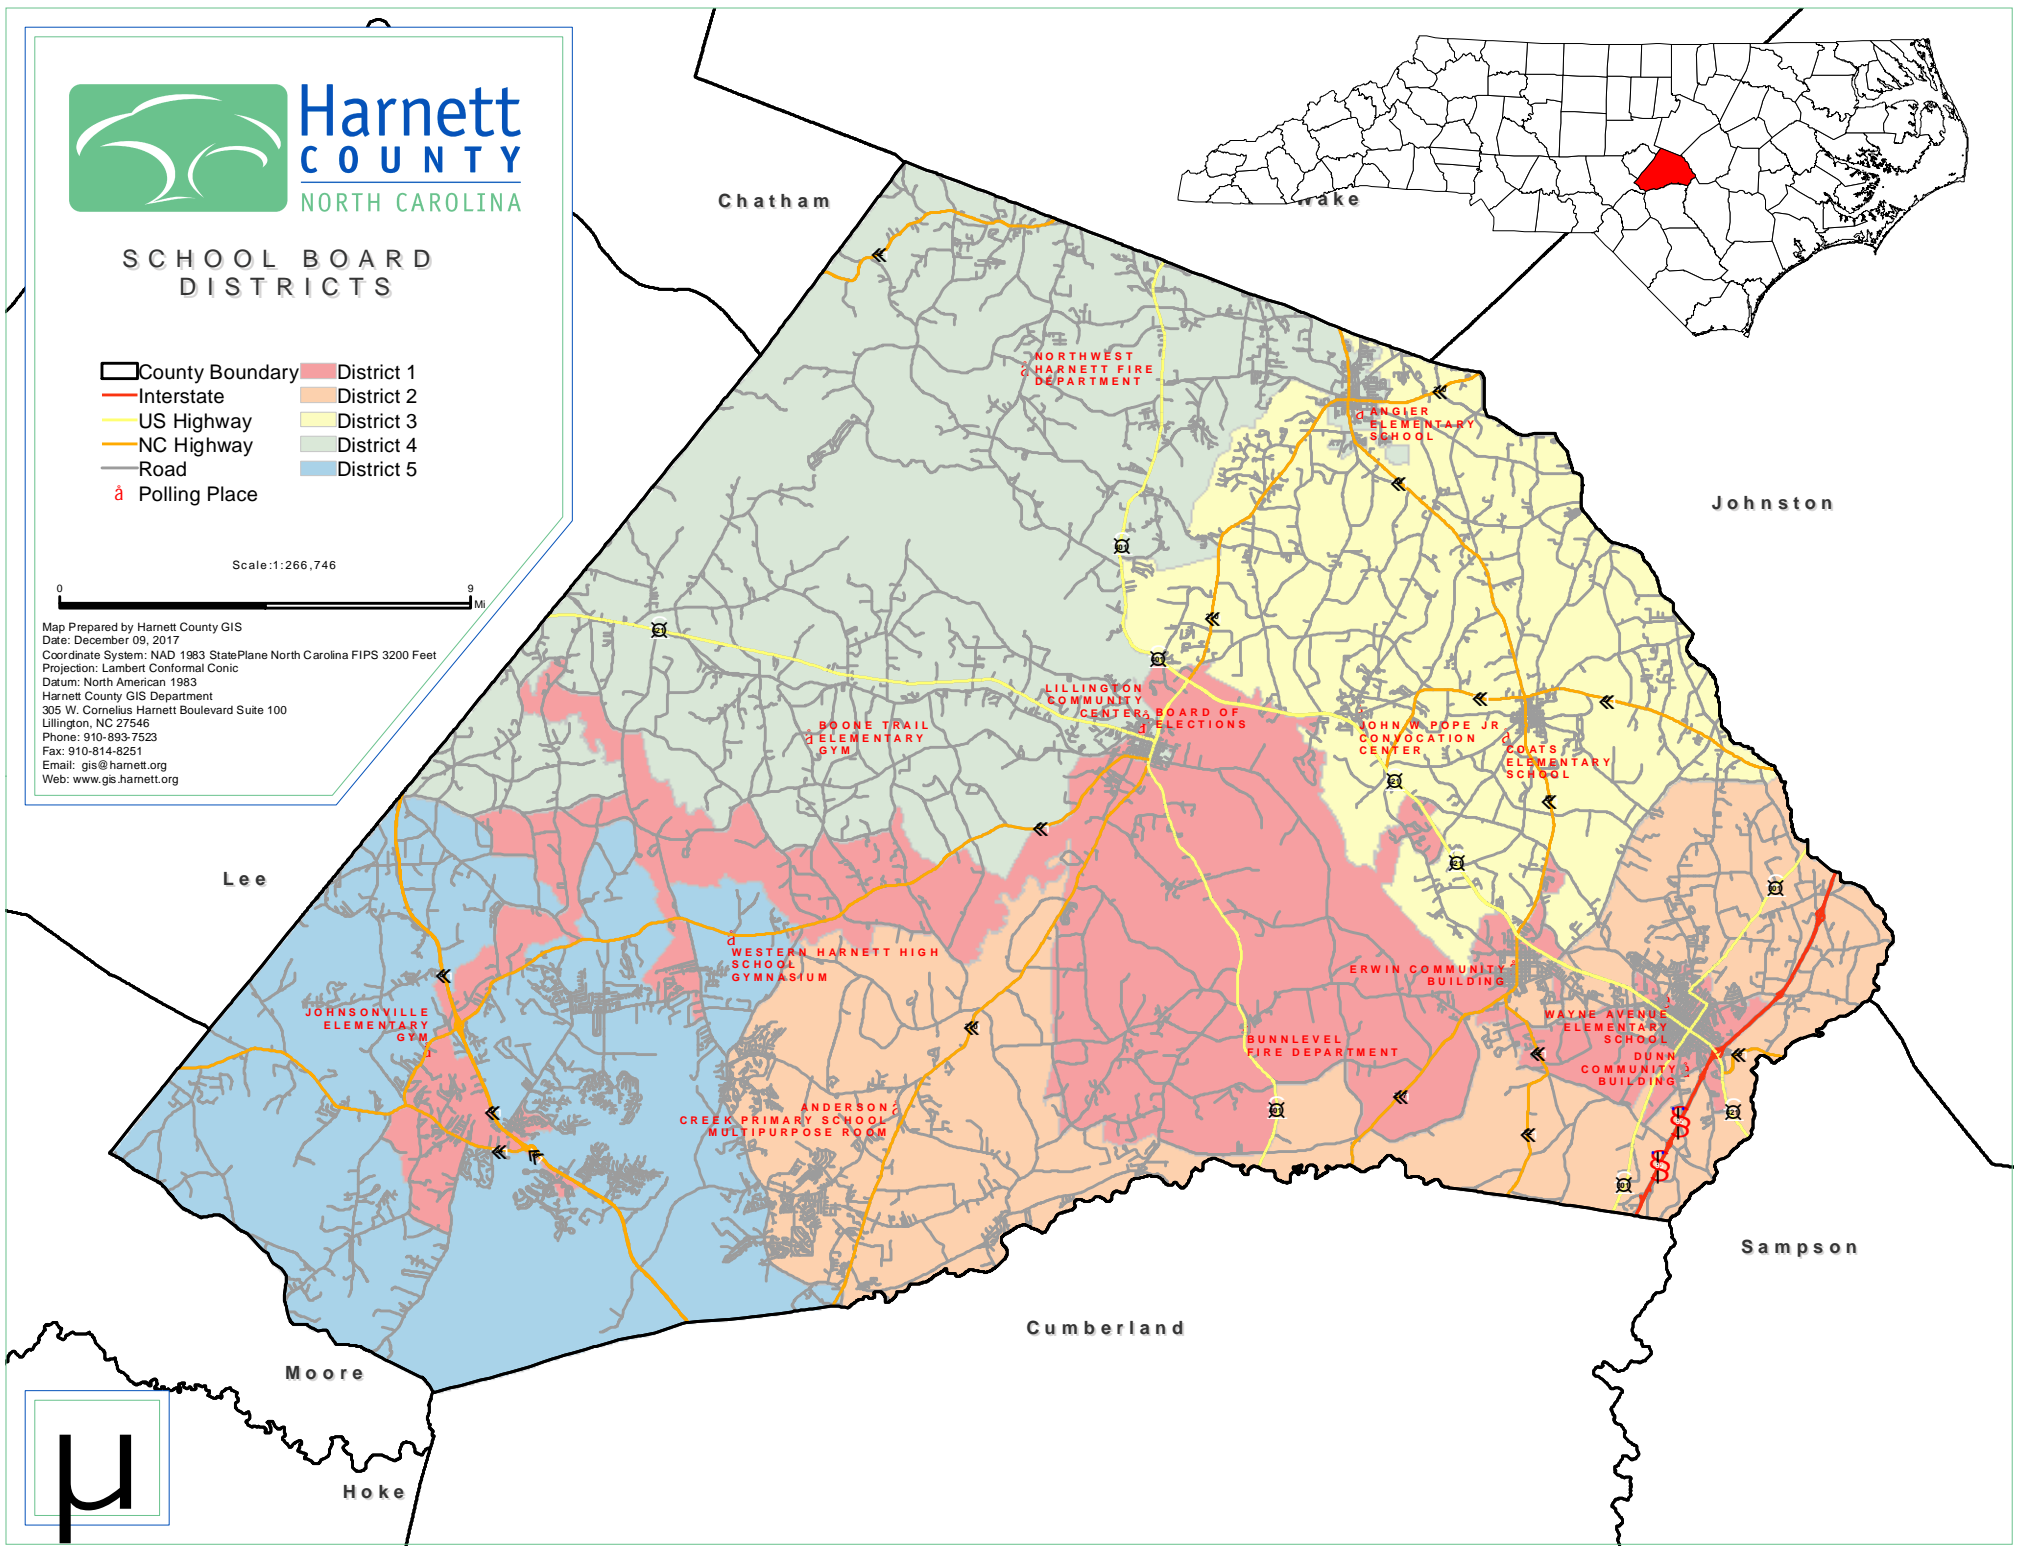 Harnett
COUNTY
NORTH CAROLINA
SCHOOL BOARD
DISTRICTS
County Boundary
Interstate
US Highway
NC Highway
Road
å Polling Place
District 1
District 2
District 3
District 4
District 5
Scale:1:266,746
0 9
Mi
Map Prepared by Harnett County GIS
Date: December 09, 2017
Coordinate System: NAD 1983 StatePlane North Carolina FIPS 3200 Feet
Projection: Lambert Conformal Conic
Datum: North American 1983
Harnett County GIS Department
305 W. Cornelius Harnett Boulevard Suite 100
Lillington, NC 27546
Phone: 910-893-7523
Fax: 910-814-8251
Email: gis@harnett.org
Web: www.gis.harnett.org
Chatham
Wake
Johnston
Lee
Sampson
Cumberland
Moore
Hoke
NORTHWEST
HARNETT FIRE
DEPARTMENT
ANGIER
ELEMENTARY
SCHOOL
LILLINGTON
COMMUNITY
CENTER
BOARD OF
ELECTIONS
BOONE TRAIL
ELEMENTARY
GYM
JOHN W POPE JR
CONVOCATION
CENTER
COATS
ELEMENTARY
SCHOOL
WESTERN HARNETT HIGH
SCHOOL
GYMNASIUM
ERWIN COMMUNITY
BUILDING
JOHNSONVILLE
ELEMENTARY
GYM
WAYNE AVENUE
ELEMENTARY
SCHOOL
BUNNLEVEL
FIRE DEPARTMENT
DUNN
COMMUNITY
BUILDING
ANDERSON
CREEK PRIMARY SCHOOL
MULTIPURPOSE ROOM
µ